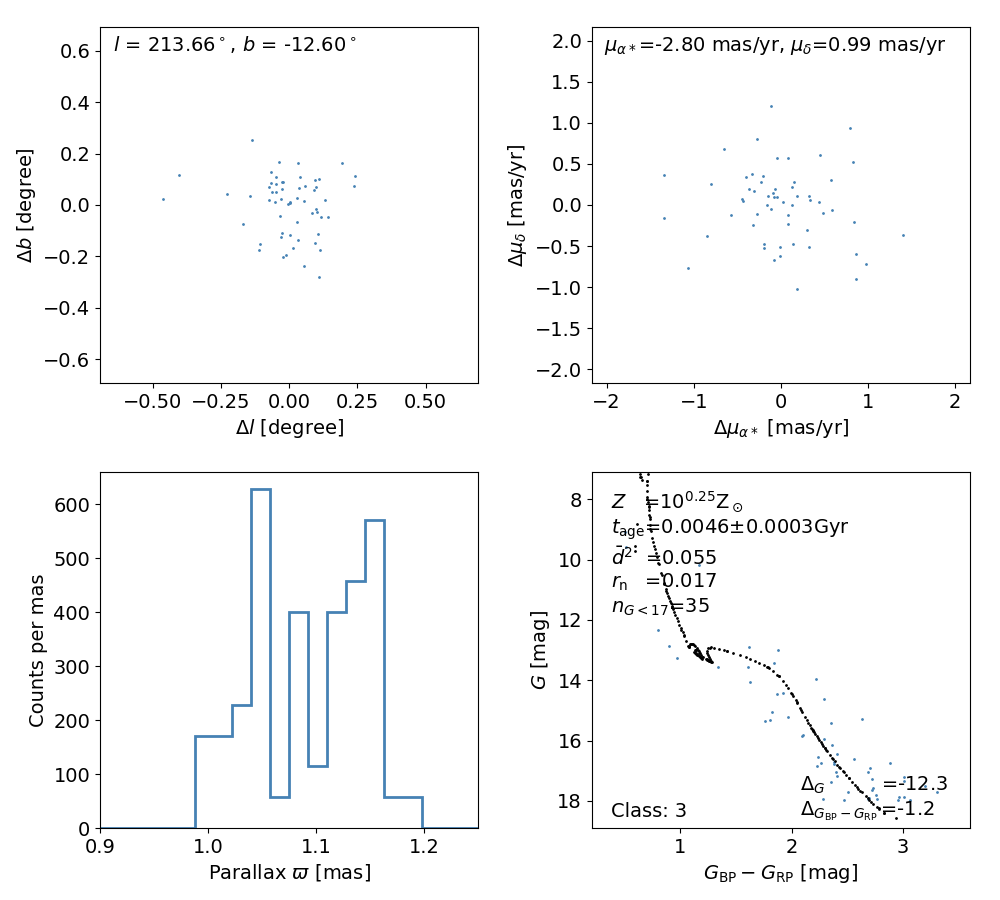 l = 213.66°, b = -12.60°
0.6
0.4
0.2
0.0
−0.2
−0.4
−0.6
−0.50 −0.25 0.00 0.25 0.50
Δl [degree]
Δb [degree]
μα*=-2.80 mas/yr, μδ=0.99 mas/yr
2.0
1.5
1.0
0.5
0.0
−0.5
−1.0
−1.5
−2.0
−2 −1 0 1 2
Δμα* [mas/yr]
Δμδ [mas/yr]
600
500
400
300
200
100
0
0.9 1.0 1.1 1.2
Parallax ϖ [mas]
Counts per mas
Z =10^0.25 Z⊙
t_age=0.0046±0.0003Gyr
d̄² =0.055
r_n =0.017
n_G<17=35
Δ_G =-12.3
Δ_G_BP−G_RP=-1.2
Class: 3
8
10
12
14
16
18
1 2 3
G_BP − G_RP [mag]
G [mag]